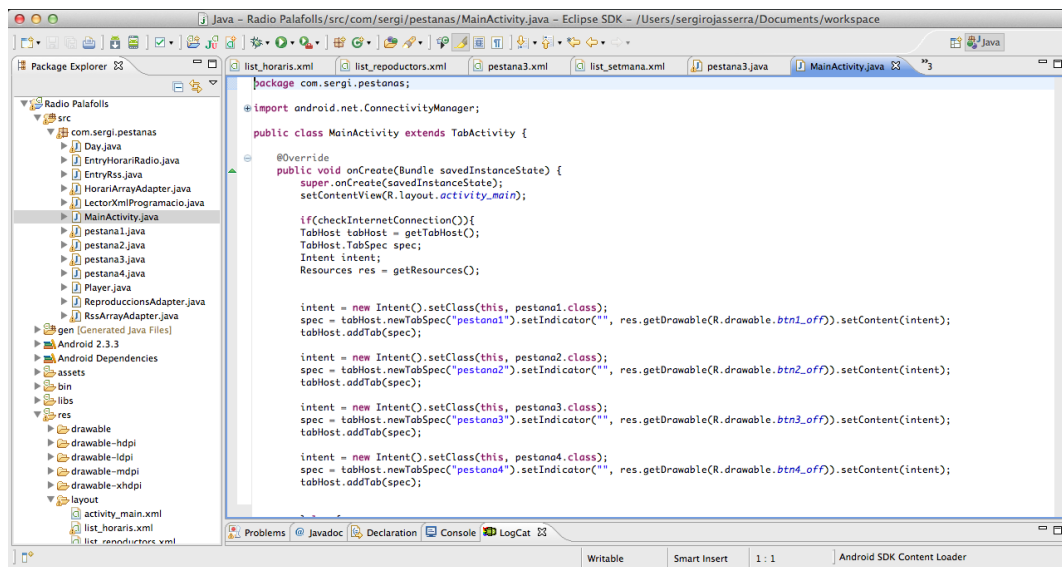 Java – Radio Palafolls/src/com/sergi/pestanas/MainActivity.java – Eclipse SDK – /Users/sergirojasserra/Documents/workspace
Java
Package Explorer
Radio Palafolls
src
com.sergi.pestanas
Day.java
EntryHorariRadio.java
EntryRss.java
HorariArrayAdapter.java
LectorXmlProgramacio.java
MainActivity.java
pestana1.java
pestana2.java
pestana3.java
pestana4.java
Player.java
ReproduccionsAdapter.java
RssArrayAdapter.java
gen [Generated Java Files]
Android 2.3.3
Android Dependencies
assets
bin
libs
res
drawable
drawable-hdpi
drawable-ldpi
drawable-mdpi
drawable-xhdpi
layout
activity_main.xml
list_horaris.xml
list_repoductors.xml
list_horaris.xml list_repoductors.xml pestana3.xml list_setmana.xml pestana3.java MainActivity.java "3
package com.sergi.pestanas;
import android.net.ConnectivityManager;
public class MainActivity extends TabActivity {
@Override
public void onCreate(Bundle savedInstanceState) {
super.onCreate(savedInstanceState);
setContentView(R.layout.activity_main);
if(checkInternetConnection()){
TabHost tabHost = getTabHost();
TabHost.TabSpec spec;
Intent intent;
Resources res = getResources();
intent = new Intent().setClass(this, pestana1.class);
spec = tabHost.newTabSpec("pestana1").setIndicator("", res.getDrawable(R.drawable.btn1_off)).setContent(intent);
tabHost.addTab(spec);
intent = new Intent().setClass(this, pestana2.class);
spec = tabHost.newTabSpec("pestana2").setIndicator("", res.getDrawable(R.drawable.btn2_off)).setContent(intent);
tabHost.addTab(spec);
intent = new Intent().setClass(this, pestana3.class);
spec = tabHost.newTabSpec("pestana3").setIndicator("", res.getDrawable(R.drawable.btn3_off)).setContent(intent);
tabHost.addTab(spec);
intent = new Intent().setClass(this, pestana4.class);
spec = tabHost.newTabSpec("pestana4").setIndicator("", res.getDrawable(R.drawable.btn4_off)).setContent(intent);
tabHost.addTab(spec);
Problems @ Javadoc Declaration Console LogCat
Writable Smart Insert 1 : 1 Android SDK Content Loader